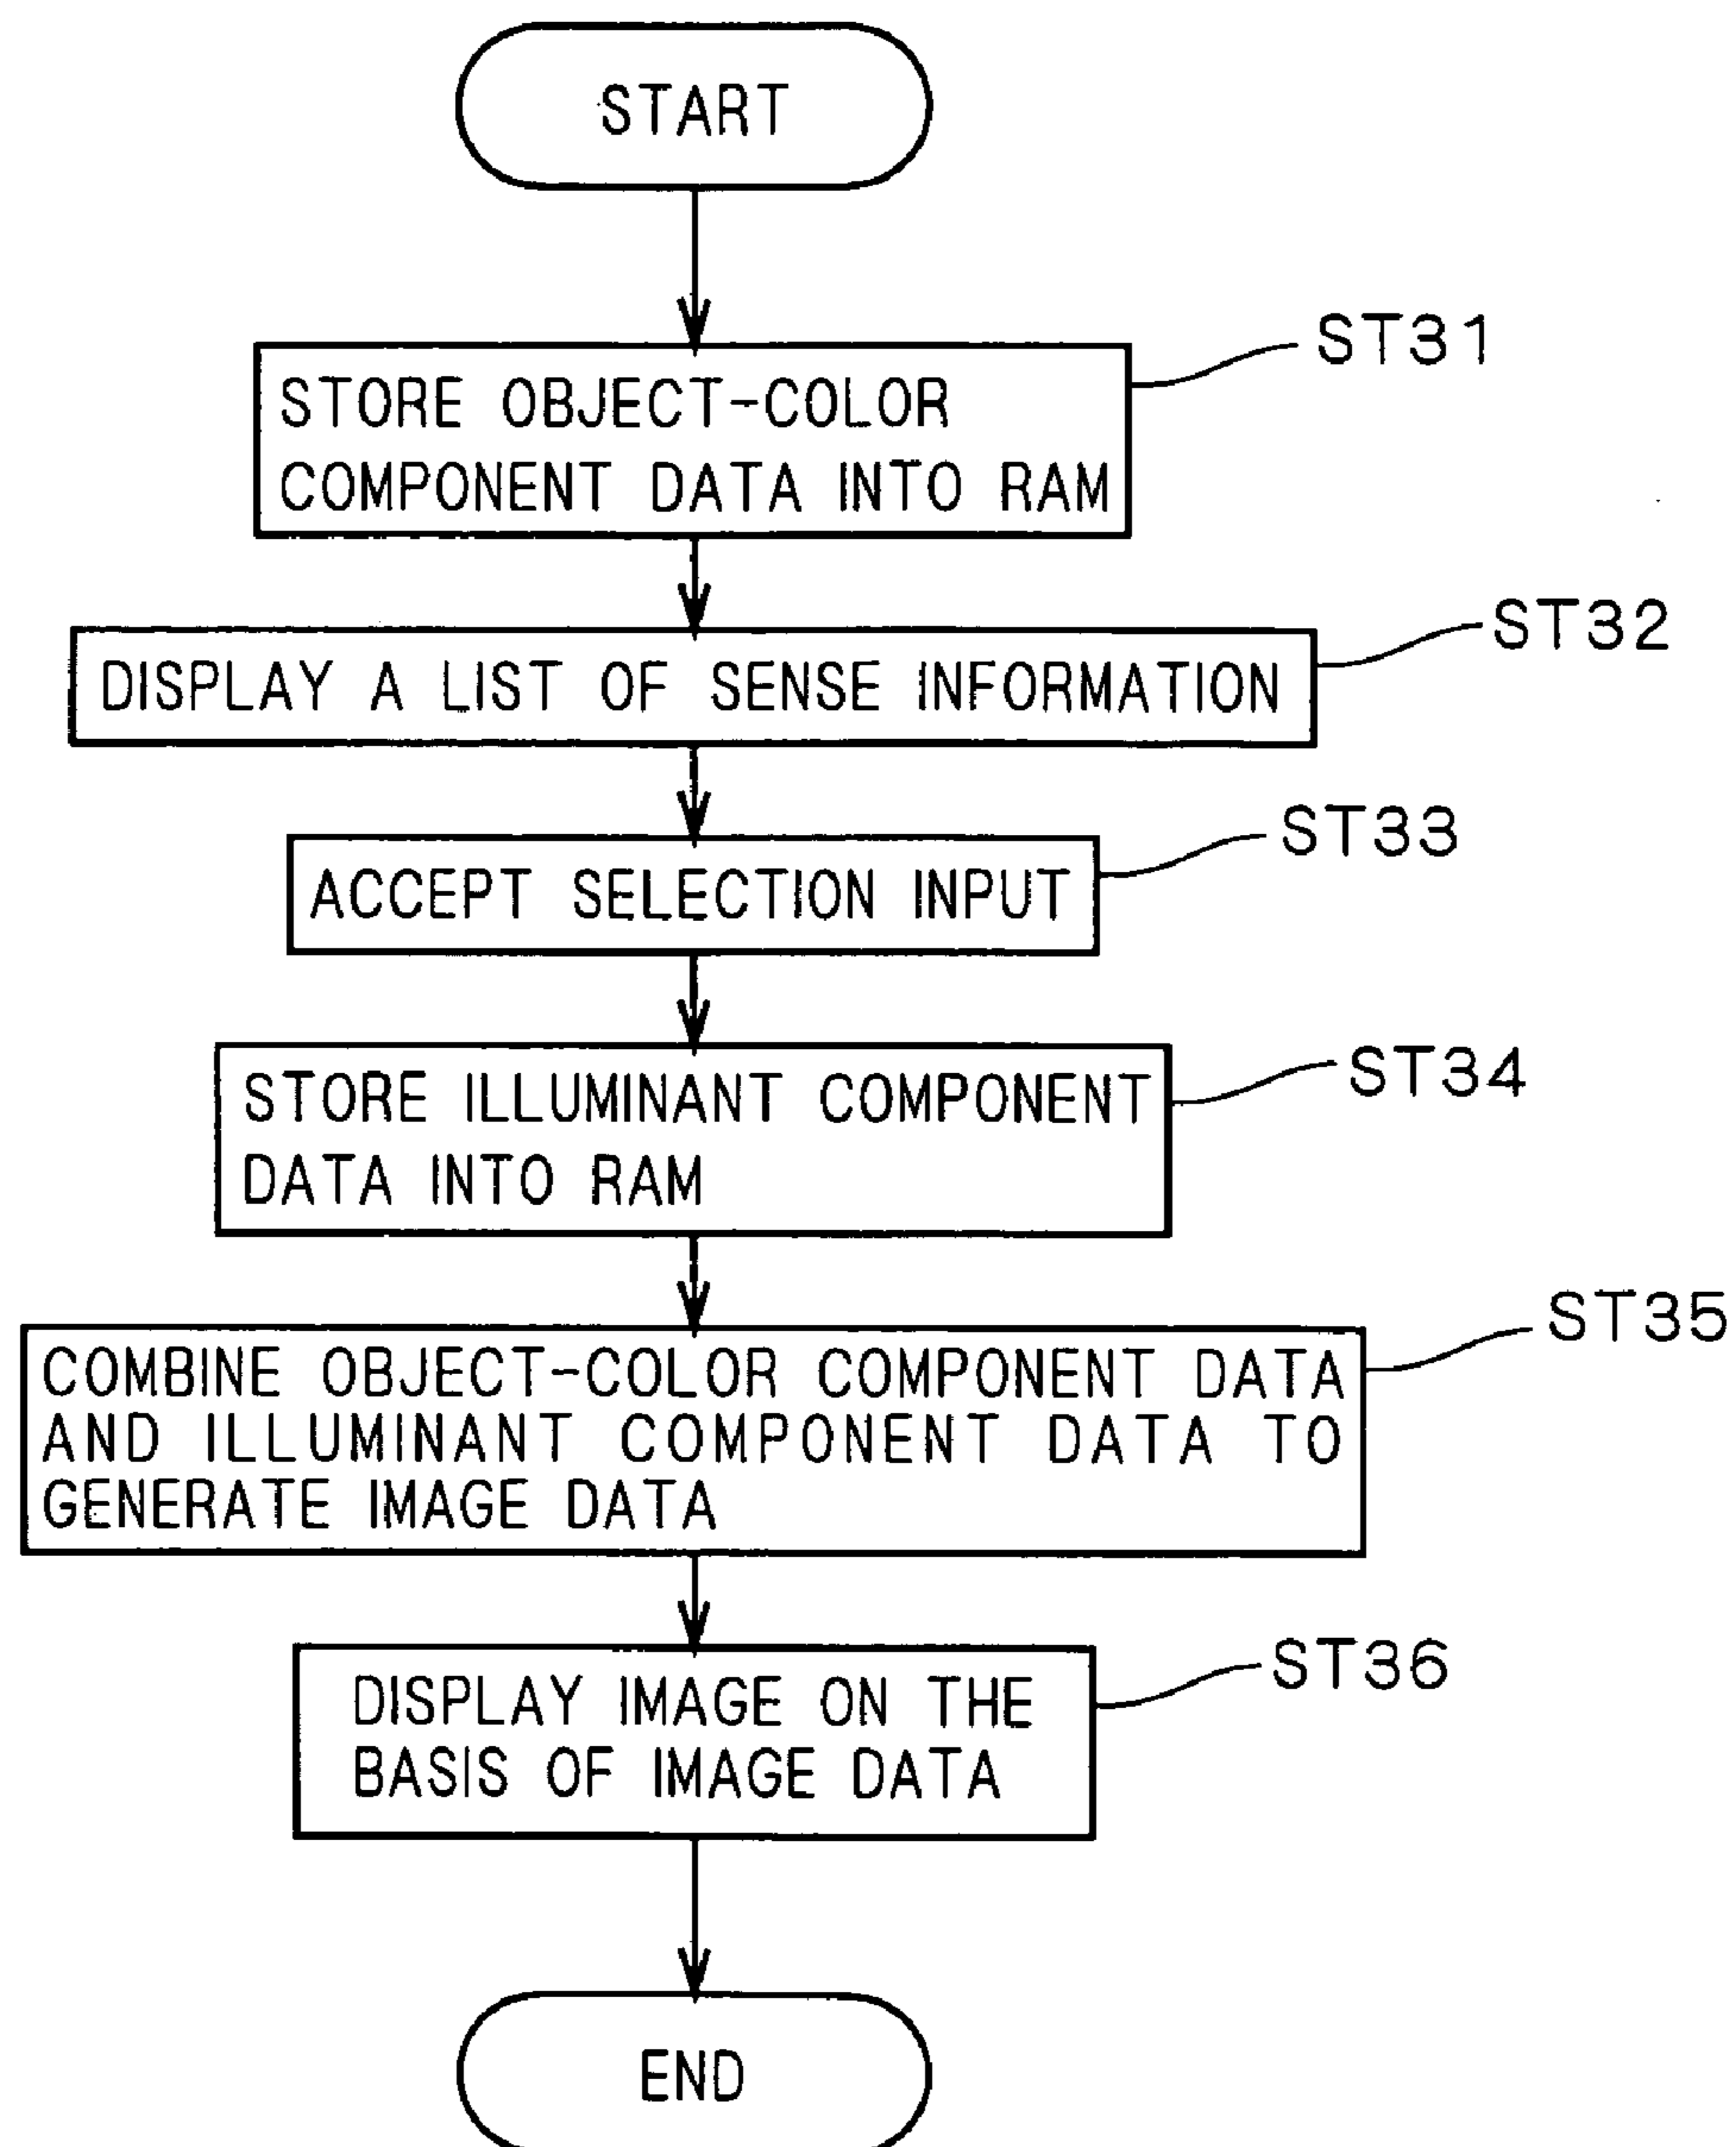 START
ST31
STORE OBJECT-COLOR
COMPONENT DATA INTO RAM
ST32
DISPLAY A LIST OF SENSE INFORMATION
ST33
ACCEPT SELECTION INPUT
ST34
STORE ILLUMINANT COMPONENT
DATA INTO RAM
ST35
COMBINE OBJECT-COLOR COMPONENT DATA
AND ILLUMINANT COMPONENT DATA TO
GENERATE IMAGE DATA
ST36
DISPLAY IMAGE ON THE
BASIS OF IMAGE DATA
END